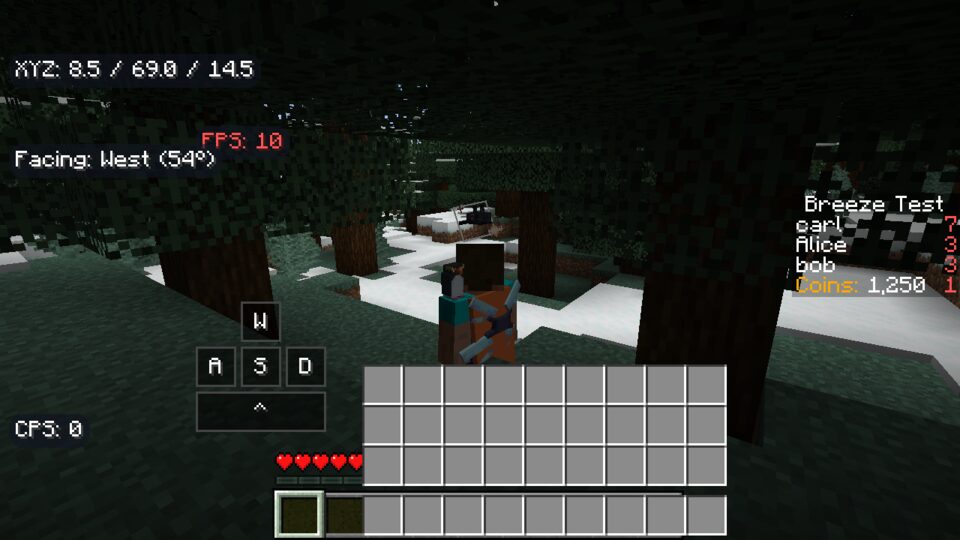 XYZ: 8.5 / 69.0 / 14.5
FPS: 10
Facing: West (54°)
Breeze Test
carl 7
Alice 3
bob 3
Coins: 1,250 1
W
A S D
^
CPS: 0